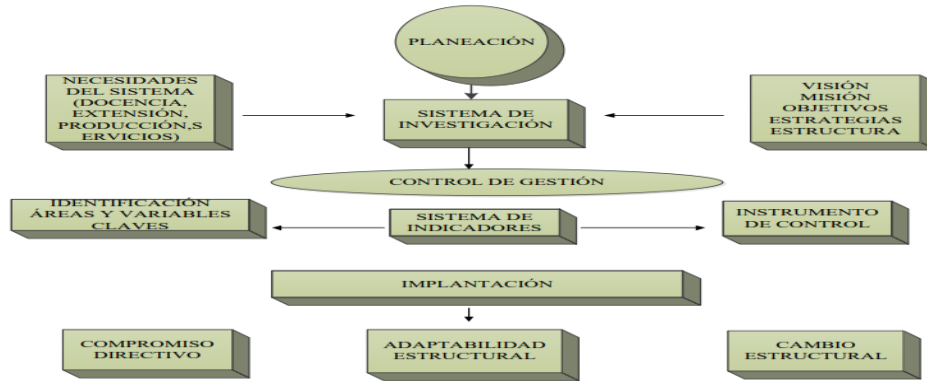 PLANEACIÓN
NECESIDADES
DEL SISTEMA
(DOCENCIA,
EXTENSIÓN,
PRODUCCIÓN,S
ERVICIOS)
SISTEMA DE
INVESTIGACIÓN
VISIÓN
MISIÓN
OBJETIVOS
ESTRATEGIAS
ESTRUCTURA
CONTROL DE GESTIÓN
IDENTIFICACIÓN
ÁREAS Y VARIABLES
CLAVES
SISTEMA DE
INDICADORES
INSTRUMENTO
DE CONTROL
IMPLANTACIÓN
COMPROMISO
DIRECTIVO
ADAPTABILIDAD
ESTRUCTURAL
CAMBIO
ESTRUCTURAL